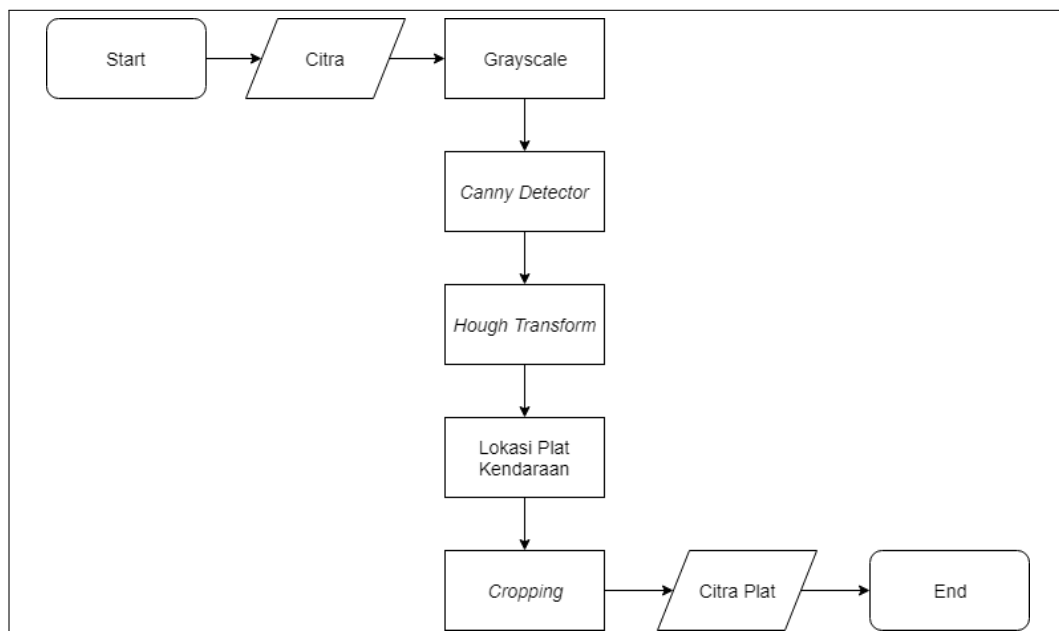 Start
Citra
Grayscale
Canny Detector
Hough Transform
Lokasi Plat
Kendaraan
Cropping
Citra Plat
End